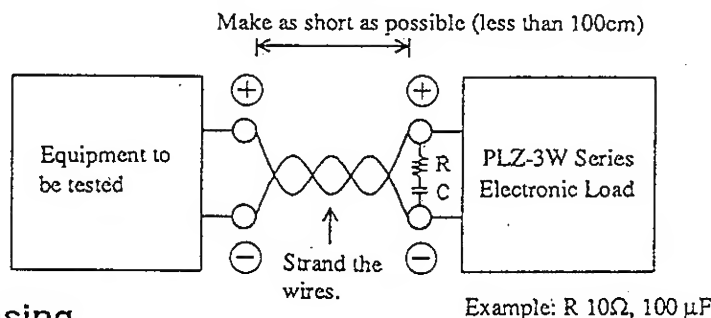 Make as short as possible (less than 100cm)
+
+
Equipment to
be tested
R
C
PLZ-3W Series
Electronic Load
−
−
Strand the
wires.
Example: R 10Ω, 100 μF